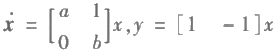 ẋ = [a 1; 0 b]x, y = [1 -1]x